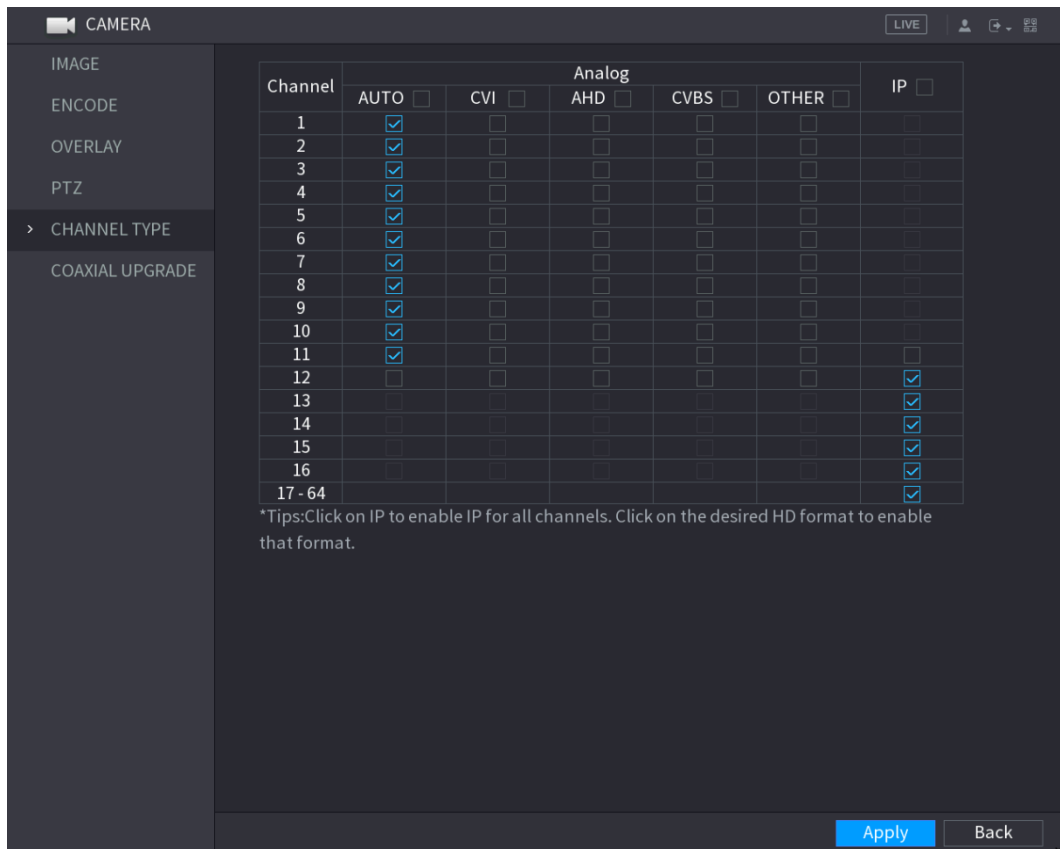 CAMERA
LIVE
IMAGE
ENCODE
OVERLAY
PTZ
> CHANNEL TYPE
COAXIAL UPGRADE
Channel
Analog
IP
AUTO CVI AHD CVBS OTHER
1
2
3
4
5
6
7
8
9
10
11
12
13
14
15
16
17 - 64
*Tips:Click on IP to enable IP for all channels. Click on the desired HD format to enable
that format.
Apply Back